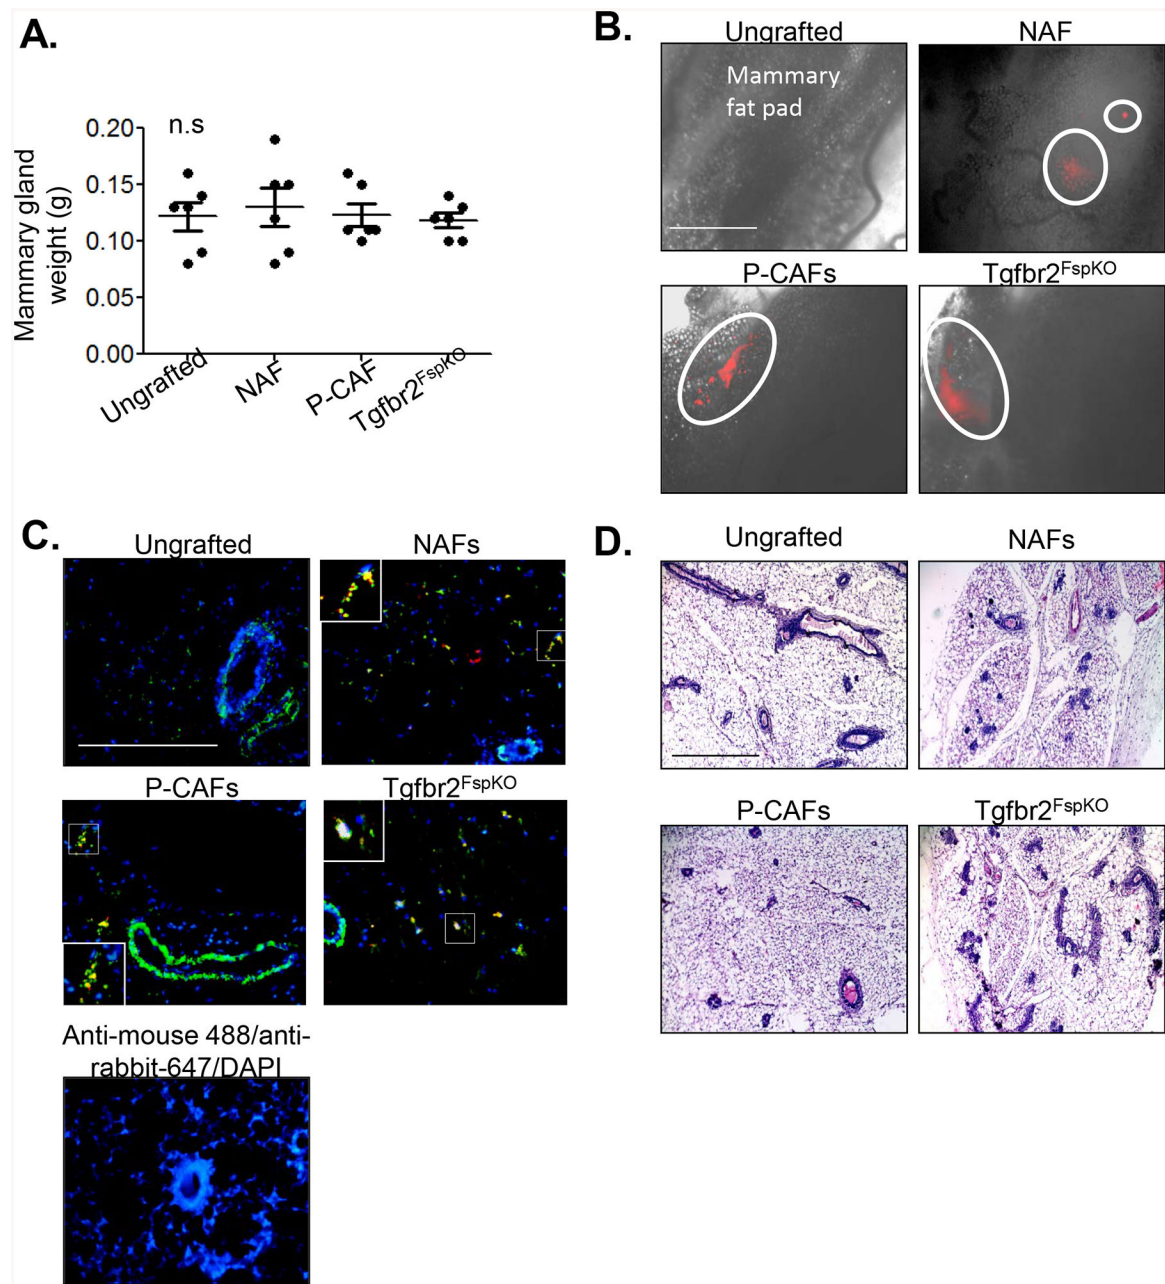 A.
n.s
Mammary gland
weight (g)
0.20
0.15
0.10
0.05
0.00
Ungrafted
NAF
P-CAF
Tgfbr2FspKO
B.
Ungrafted
NAF
Mammary
fat pad
P-CAFs
Tgfbr2FspKO
C.
Ungrafted
NAFs
P-CAFs
Tgfbr2FspKO
Anti-mouse 488/anti-
rabbit-647/DAPI
D.
Ungrafted
NAFs
P-CAFs
Tgfbr2FspKO